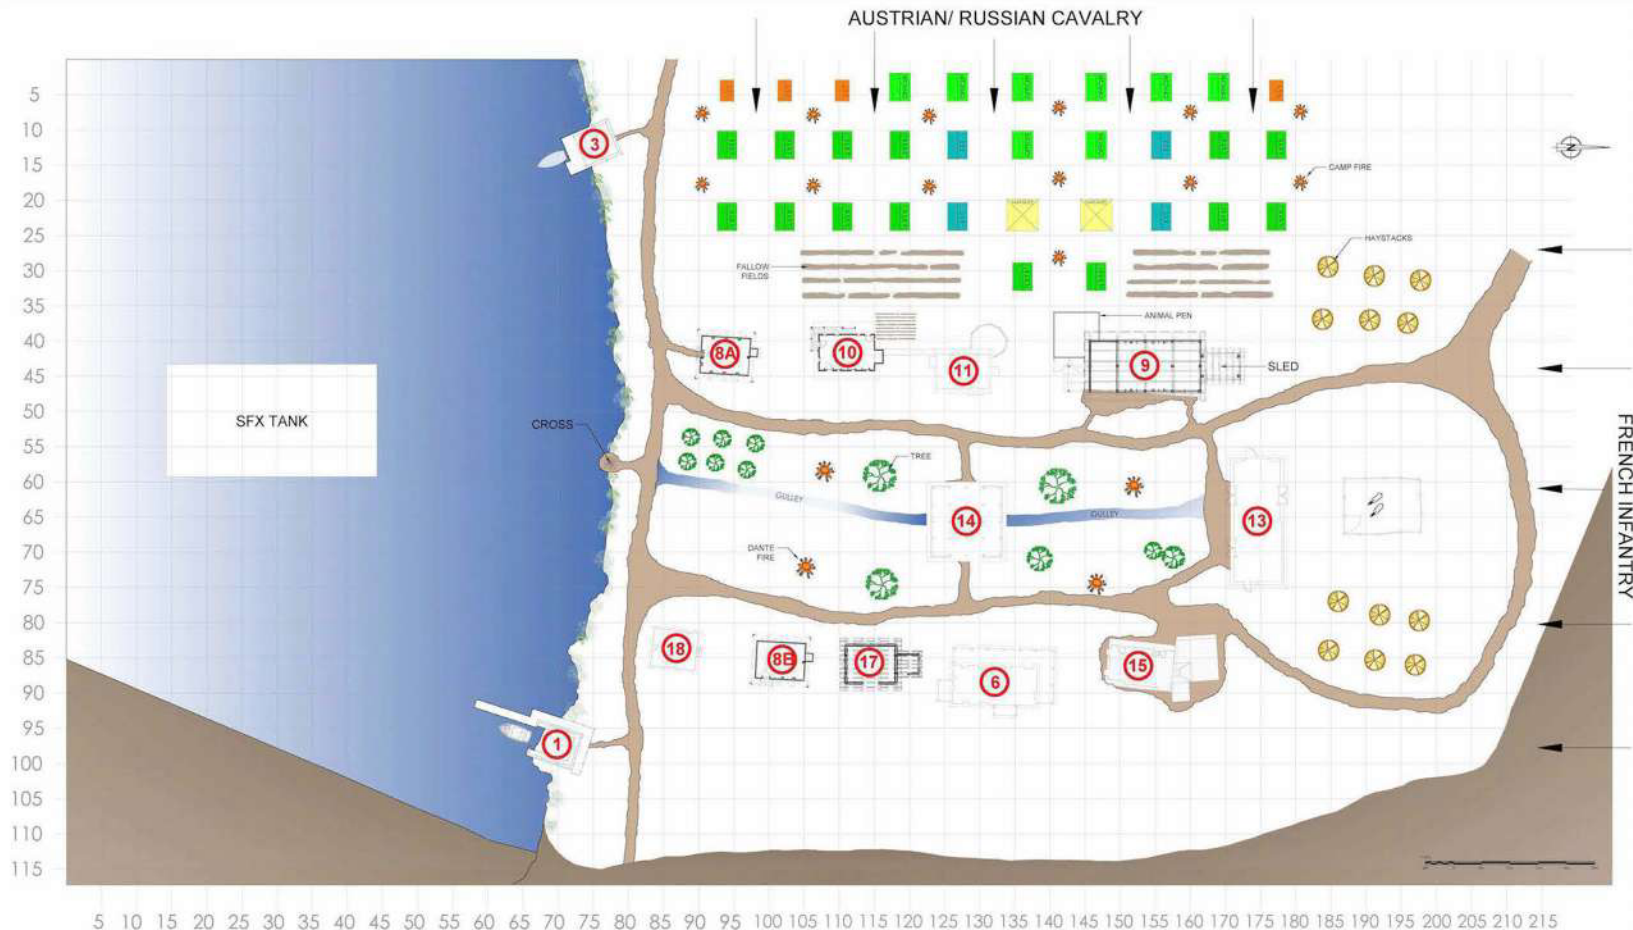 AUSTRIAN/ RUSSIAN CAVALRY
5
10
3
N
15
CAMP FIRE
20
25
HAYSTACKS
FALLOW
FIELDS
30
35
ANIMAL PEN
40
8A
10
11
9
SLED
45
50
SFX TANK
CROSS
55
TREE
FRENCH INFANTRY
60
GULLEY
GULLEY
14
13
65
70
DANTE
FIRE
75
80
18
8B
17
6
15
85
90
95
1
100
105
110
115
5 10 15 20 25 30 35 40 45 50 55 60 65 70 75 80 85 90 95 100 105 110 115 120 125 130 135 140 145 150 155 160 165 170 175 180 185 190 195 200 205 210 215